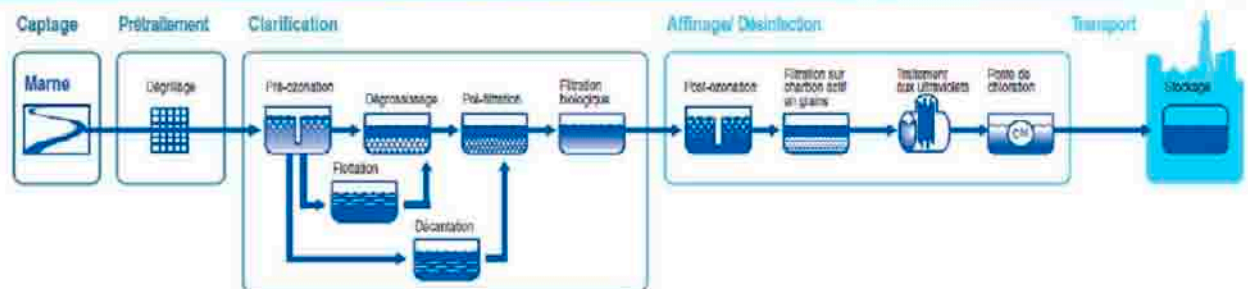 Captage
Prétraitement
Clarification
Affinage/ Désinfection
Transport
Marne
Dégrillage
Pré-ozonation
Dégrossissage
Pré-filtration
Filtration
biologique
Flottation
Décantation
Post-ozonation
Filtration sur
charbon actif
en grains
Traitement
aux ultraviolets
Poste de
chloration
Stockage